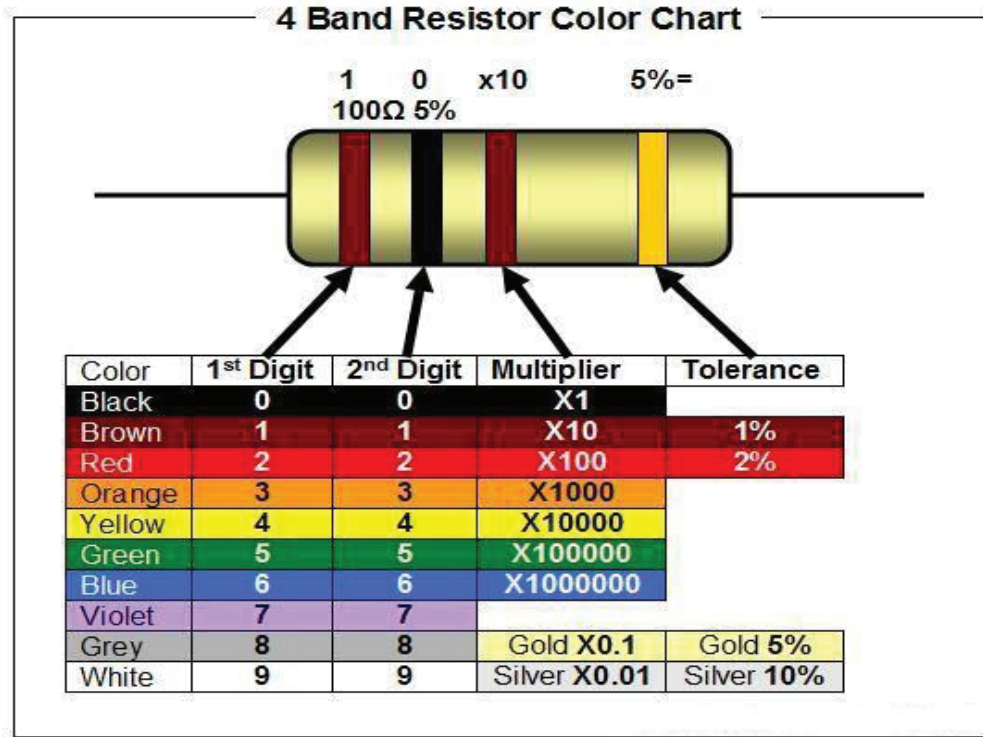 4 Band Resistor Color Chart
1 0 x10 5%=
100Ω 5%
Color 1st Digit 2nd Digit Multiplier Tolerance
Black 0 0 X1
Brown 1 1 X10 1%
Red 2 2 X100 2%
Orange 3 3 X1000
Yellow 4 4 X10000
Green 5 5 X100000
Blue 6 6 X1000000
Violet 7 7
Grey 8 8 Gold X0.1 Gold 5%
White 9 9 Silver X0.01 Silver 10%